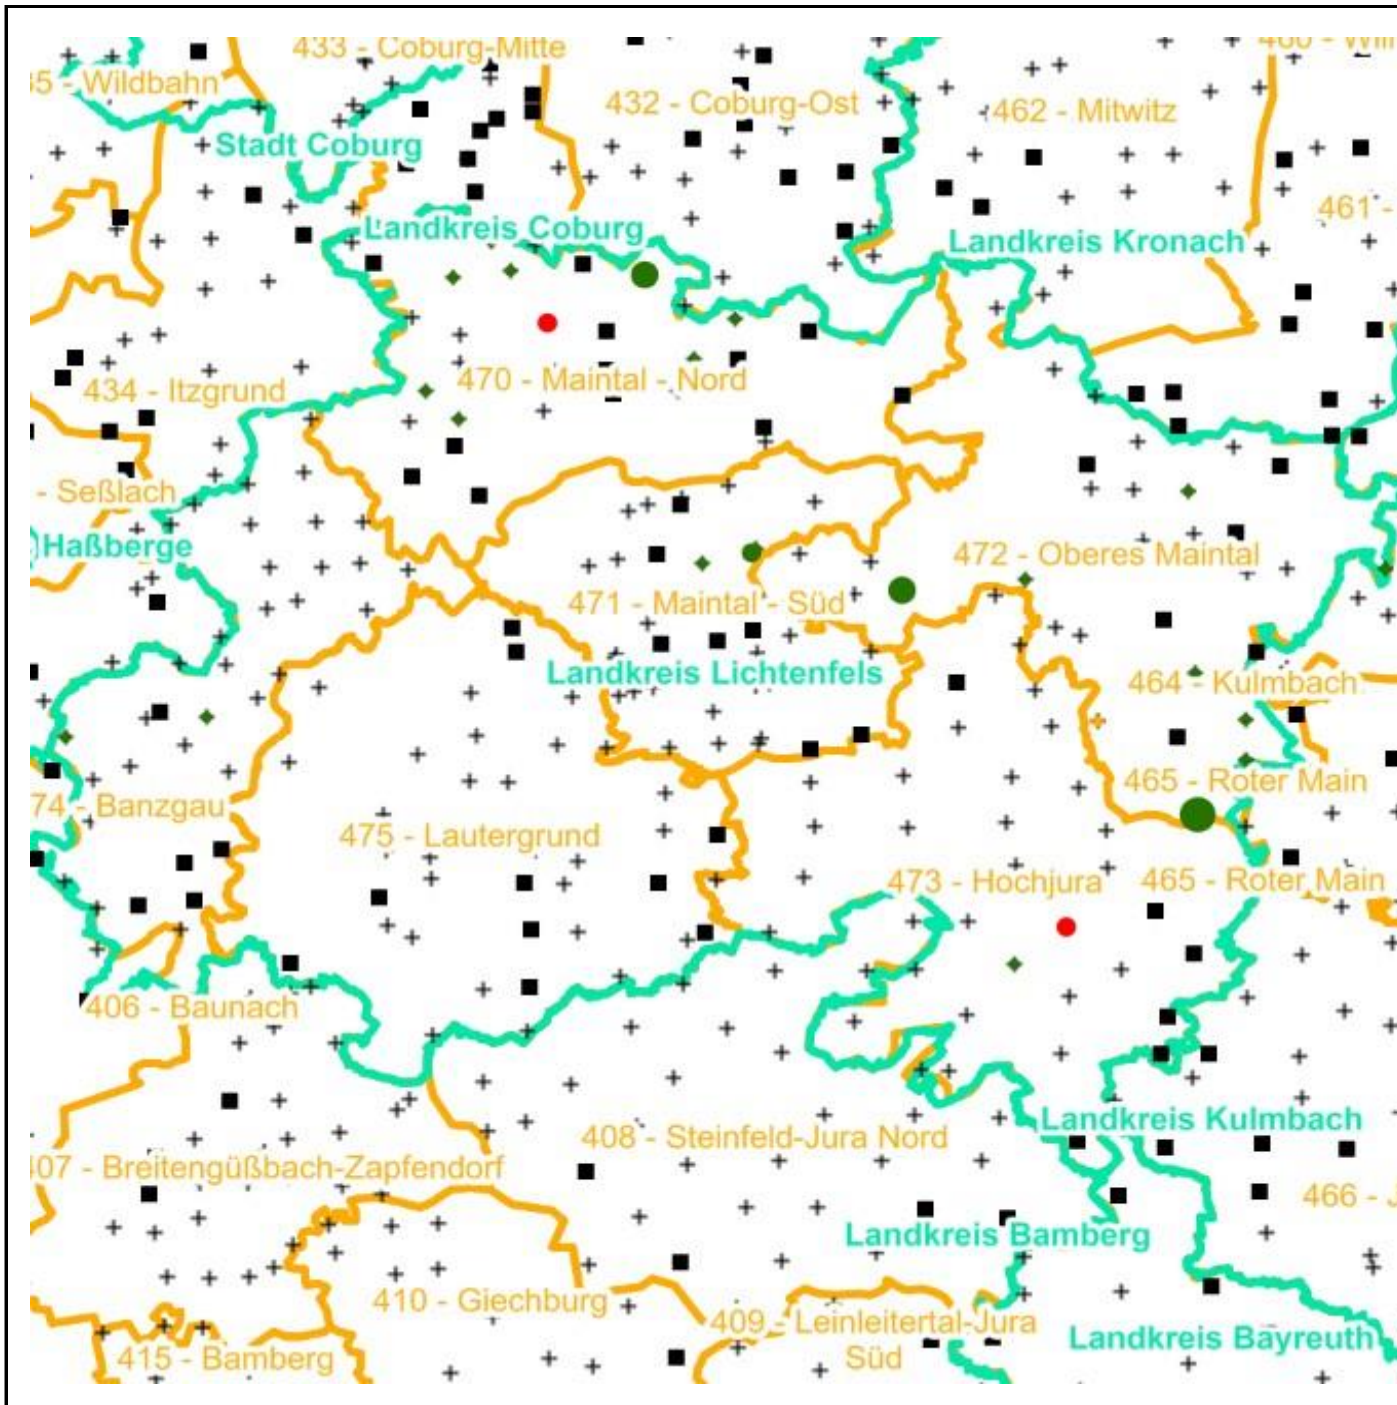 433 - Coburg-Mitte
35 - Wildbahn
432 - Coburg-Ost
462 - Mitwitz
Stadt Coburg
461 -
Landkreis Coburg
Landkreis Kronach
470 - Maintal - Nord
434 - Itzgrund
- Seßlach
Haßberge
472 - Oberes Maintal
471 - Maintal - Süd
Landkreis Lichtenfels
464 - Kulmbach
465 - Roter Main
74 - Banzgau
475 - Lautergrund
473 - Hochjura
465 - Roter Main
406 - Baunach
Landkreis Kulmbach
408 - Steinfeld-Jura Nord
407 - Breitengüßbach-Zapfendorf
466 - J
Landkreis Bamberg
410 - Giechburg
409 - Leinleitertal-Jura
Süd
Landkreis Bayreuth
415 - Bamberg